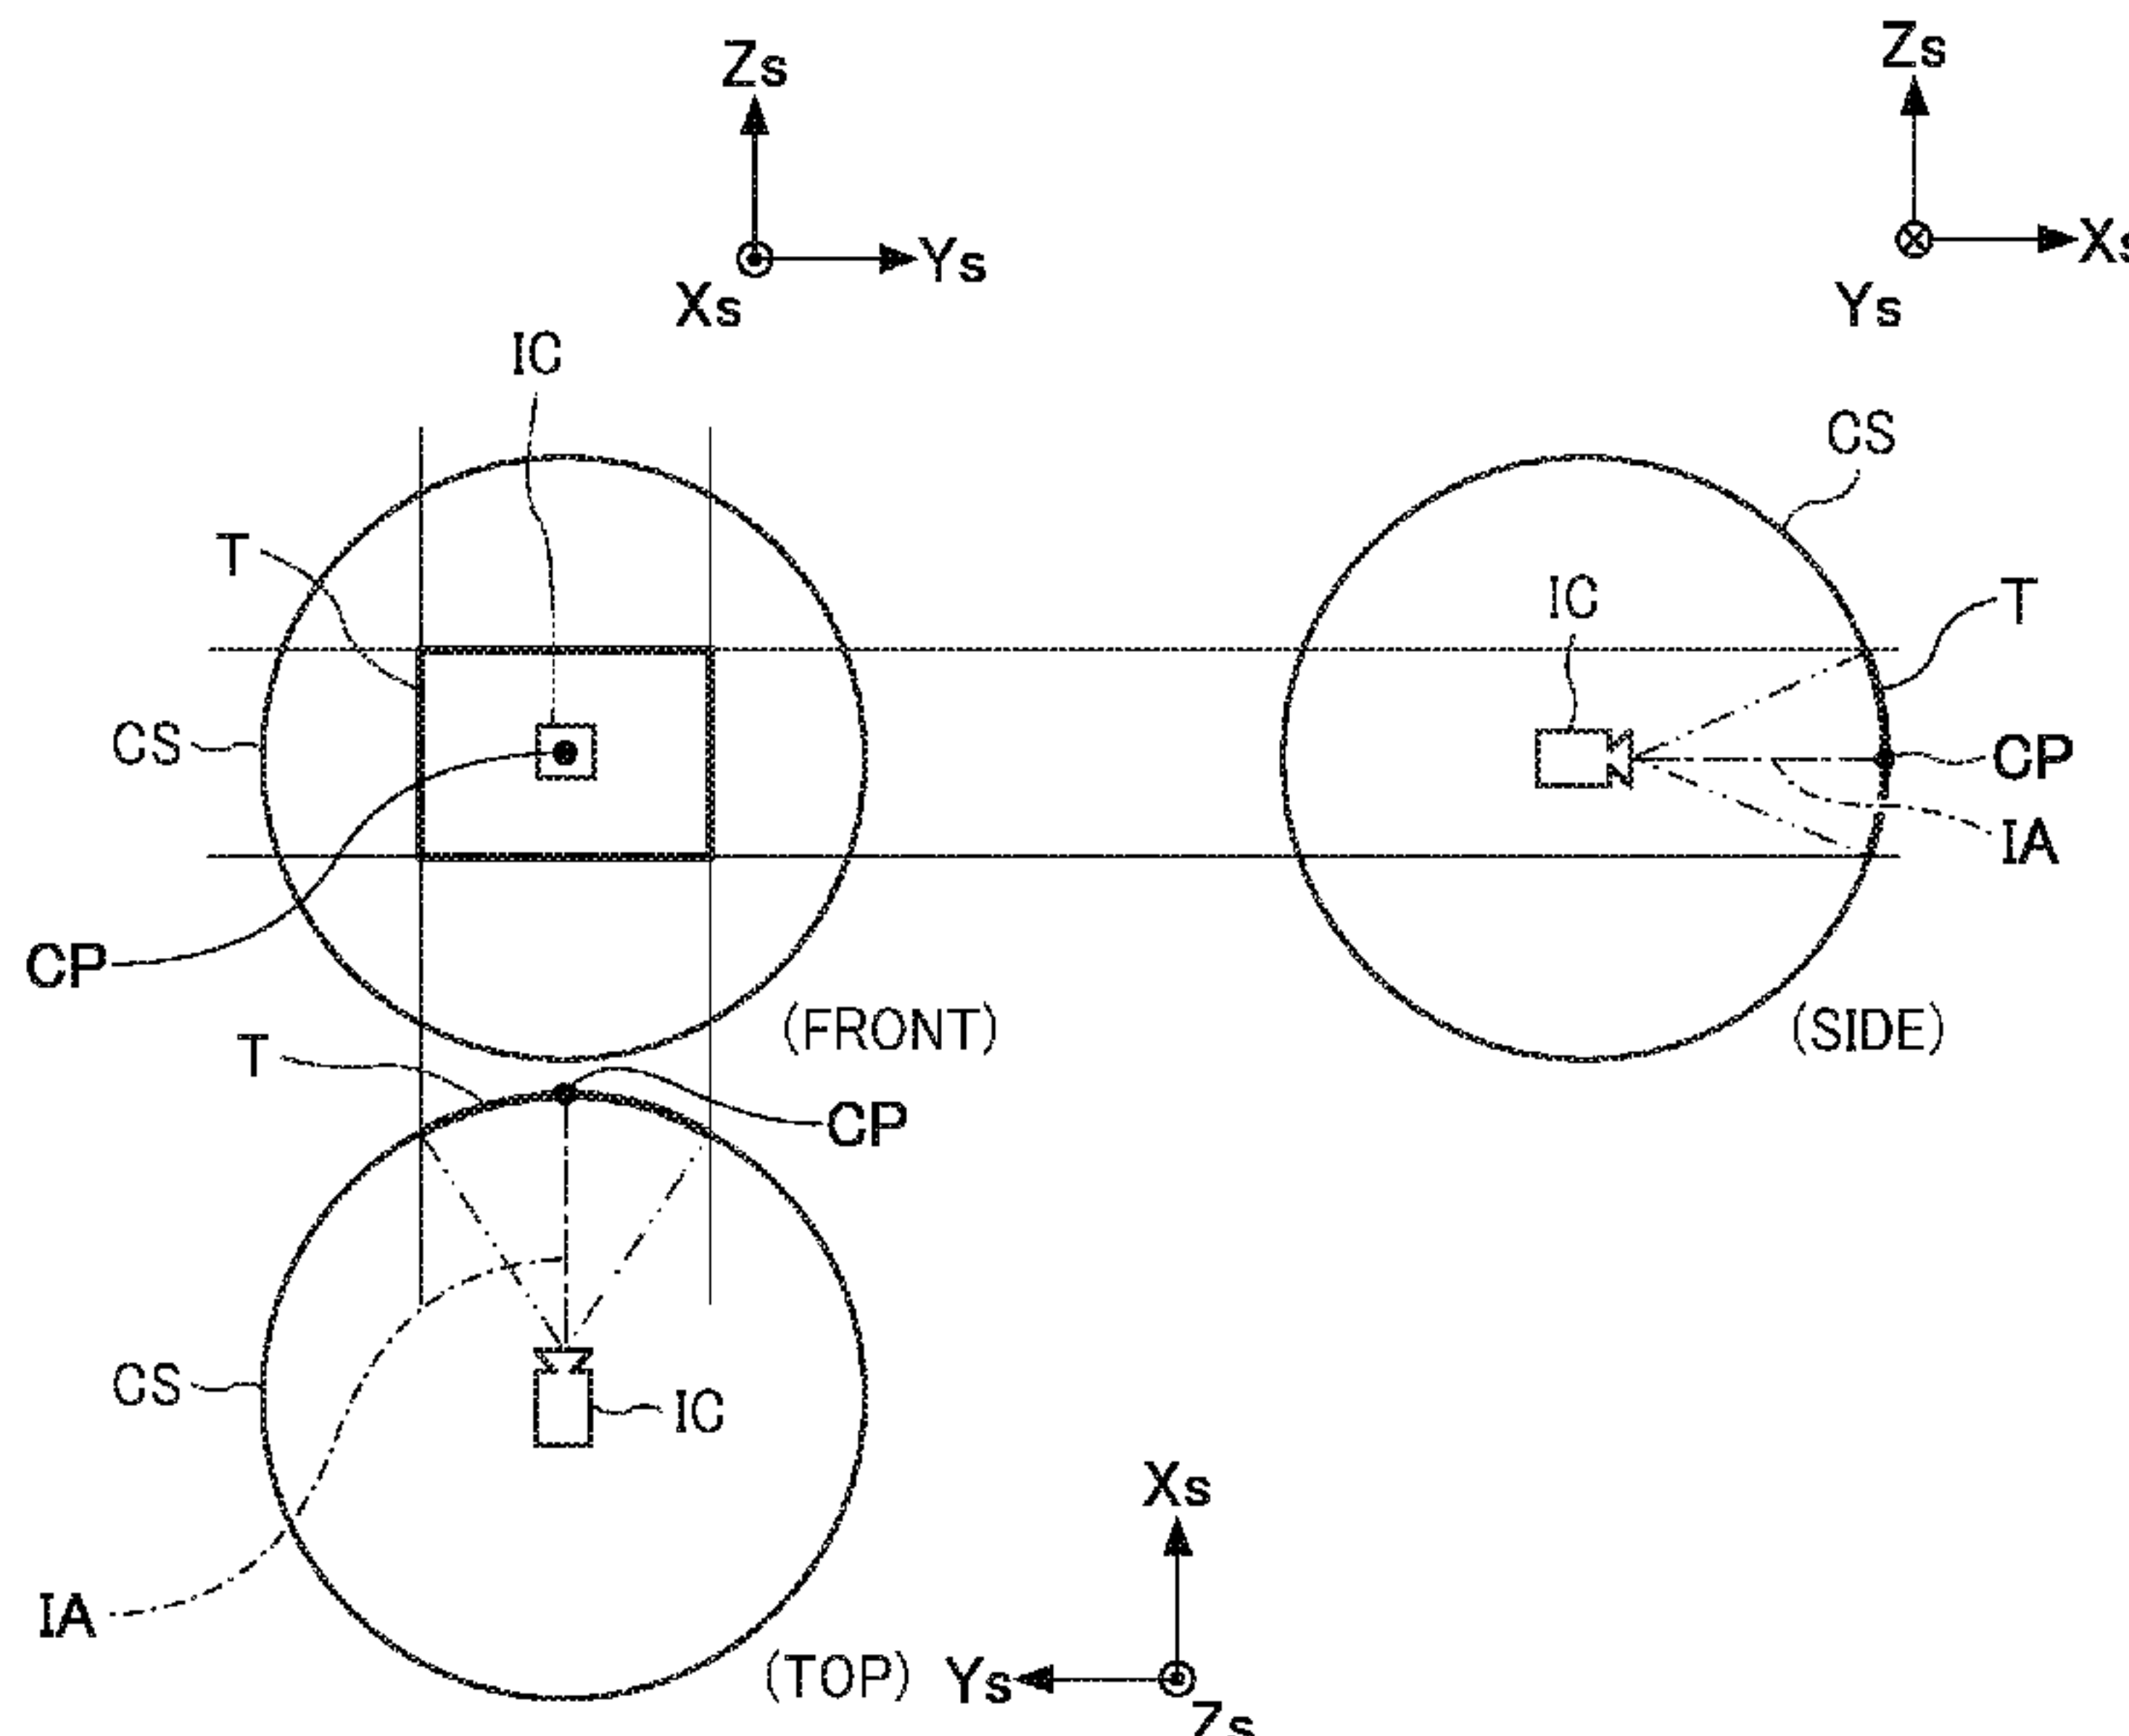 Zs
Zs
Ys
Xs
Xs
Ys
IC
CS
T
IC
T
CS
CP
IA
CP
(FRONT)
(SIDE)
T
CP
CS
IC
Xs
IA
(TOP)
Ys
Zs